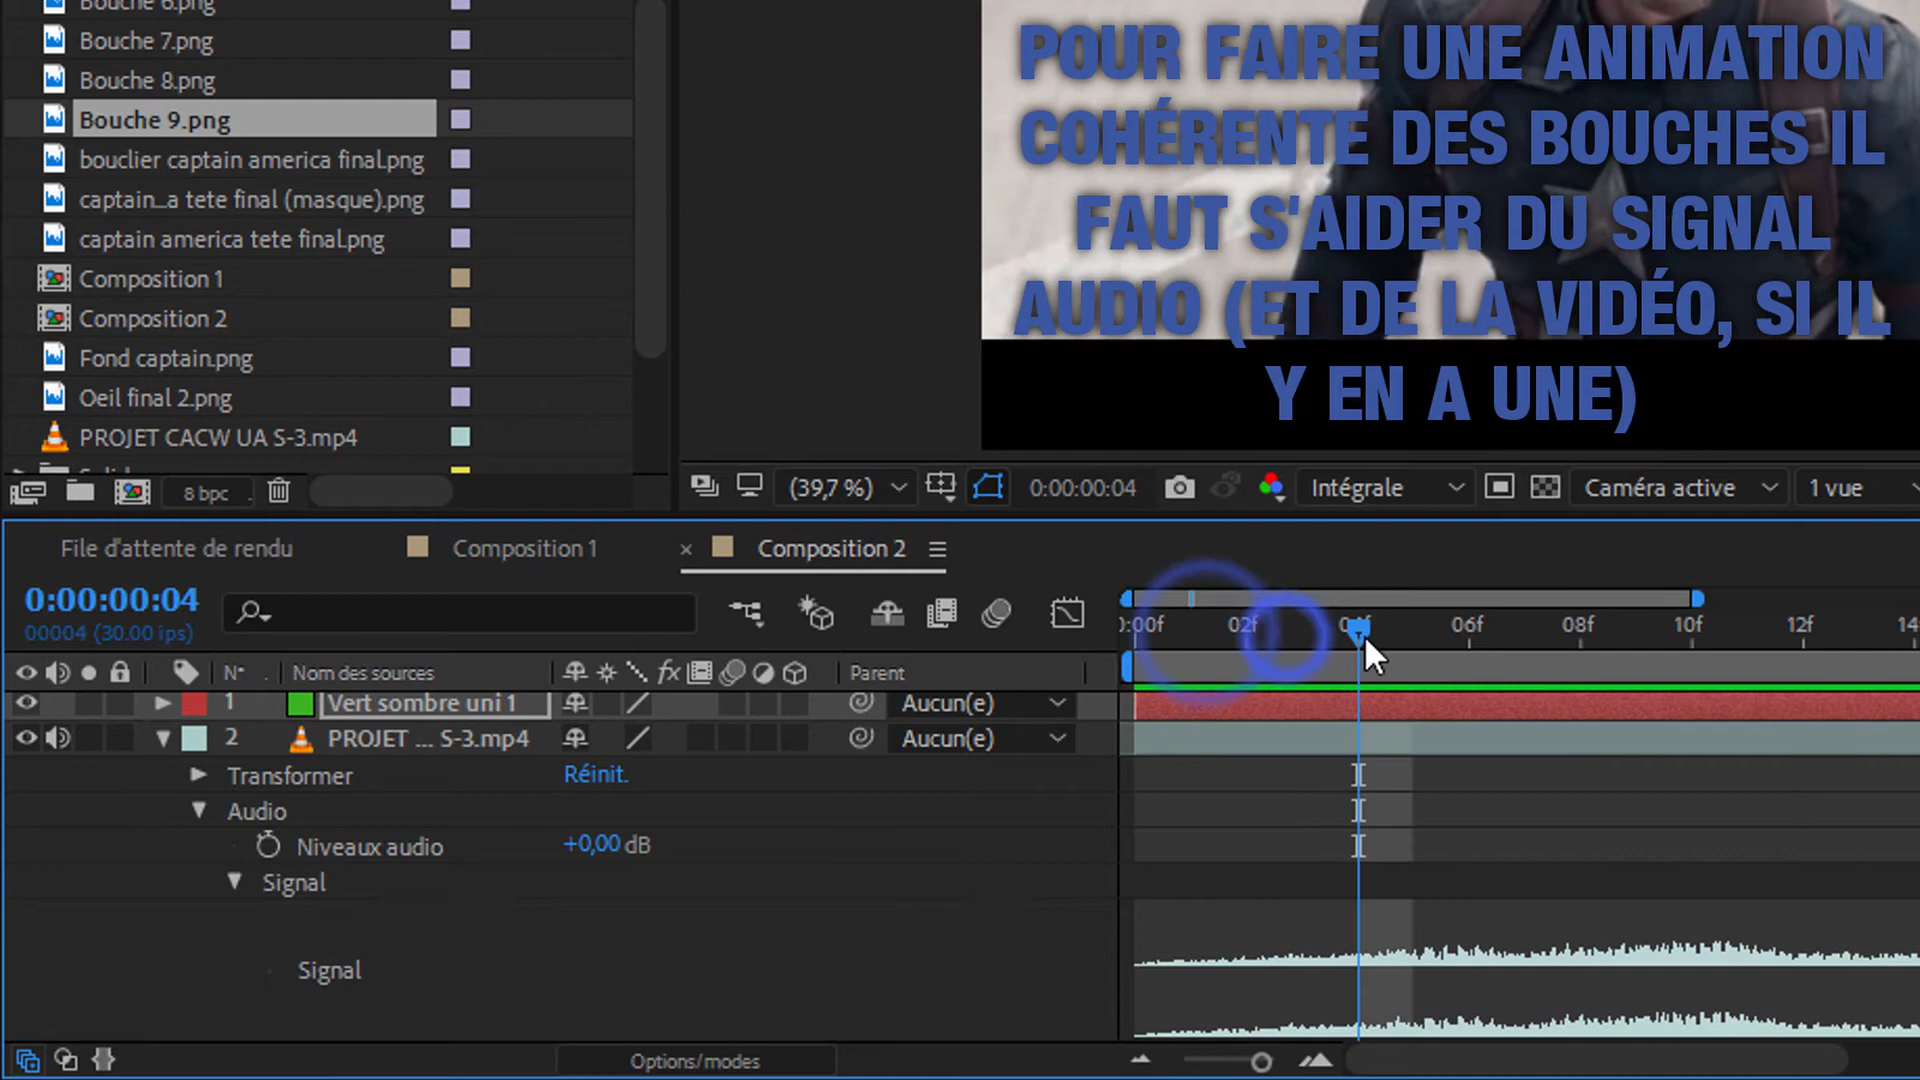 Bouche 6.png
Bouche 7.png
Bouche 8.png
Bouche 9.png
bouclier captain america final.png
captain...a tete final (masque).png
captain america tete final.png
Composition 1
Composition 2
Fond captain.png
Oeil final 2.png
PROJET CACW UA S-3.mp4
8 bpc
POUR FAIRE UNE ANIMATION
COHÉRENTE DES BOUCHES IL
FAUT S'AIDER DU SIGNAL
AUDIO (ET DE LA VIDÉO, SI IL
Y EN A UNE)
(39,7 %) 0:00:00:04 Intégrale Caméra active 1 vue
File d'attente de rendu Composition 1 × Composition 2
0:00:00:04
00004 (30.00 ips)
0:00f 02f 06f 08f 10f 12f 14
N° Nom des sources fx Parent
1 Vert sombre uni 1 Aucun(e)
2 PROJET ... S-3.mp4 Aucun(e)
Transformer Réinit.
Audio
Niveaux audio +0,00 dB
Signal
Signal
Options/modes